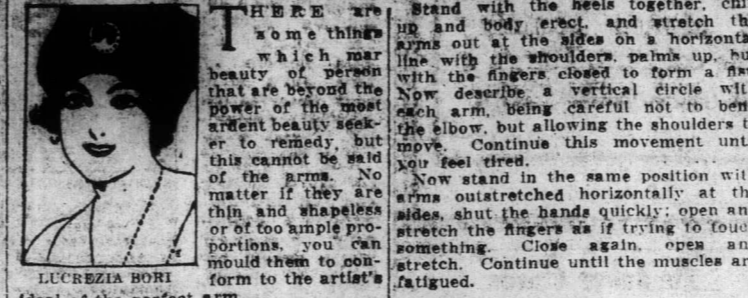 THERE are
some things
which mar
beauty of person
that are beyond the
power of the most
ardent beauty seek-
er to remedy, but
this cannot be said
of the arms. No
matter if they are
thin and shapeless
or of too ample pro-
portions, you can
mould them to con-
form to the artist's
ideal of the perfect arm
LUCREZIA BORI
Stand with the heels together, chi
up and body erect, and stretch th
arms out at the sides on a horizonta
line with the shoulders, palms up, bu
with the fingers closed to form a fis
Now describe a vertical circle wit
each arm, being careful not to ben
the elbow, but allowing the shoulders t
move. Continue this movement unti
you feel tired.
Now stand in the same position wit
arms outstretched horizontally at th
sides, shut the hands quickly; open an
stretch the fingers as if trying to touc
something. Close again, open an
stretch. Continue until the muscles ar
fatigued.